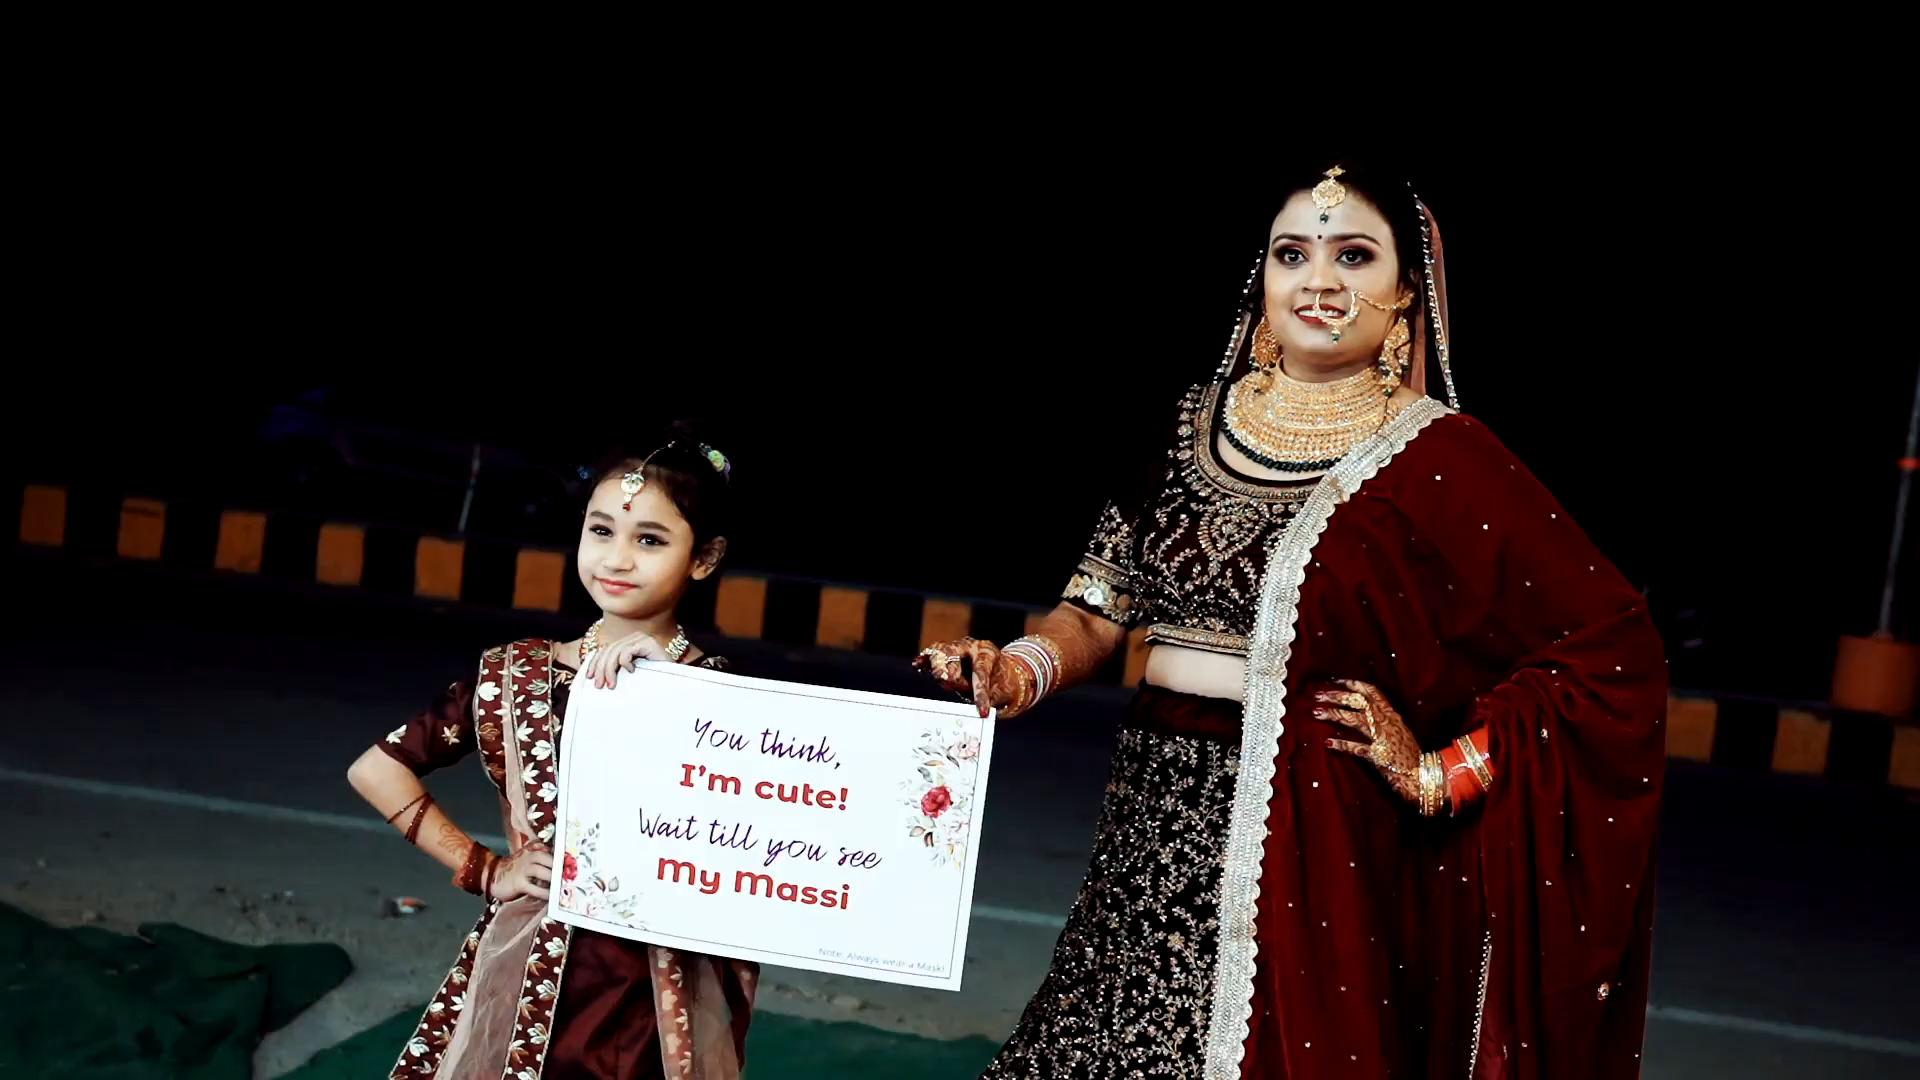 You think,
I'm cute!
Wait till you see
My Massi
Note: Always wear a Mask!